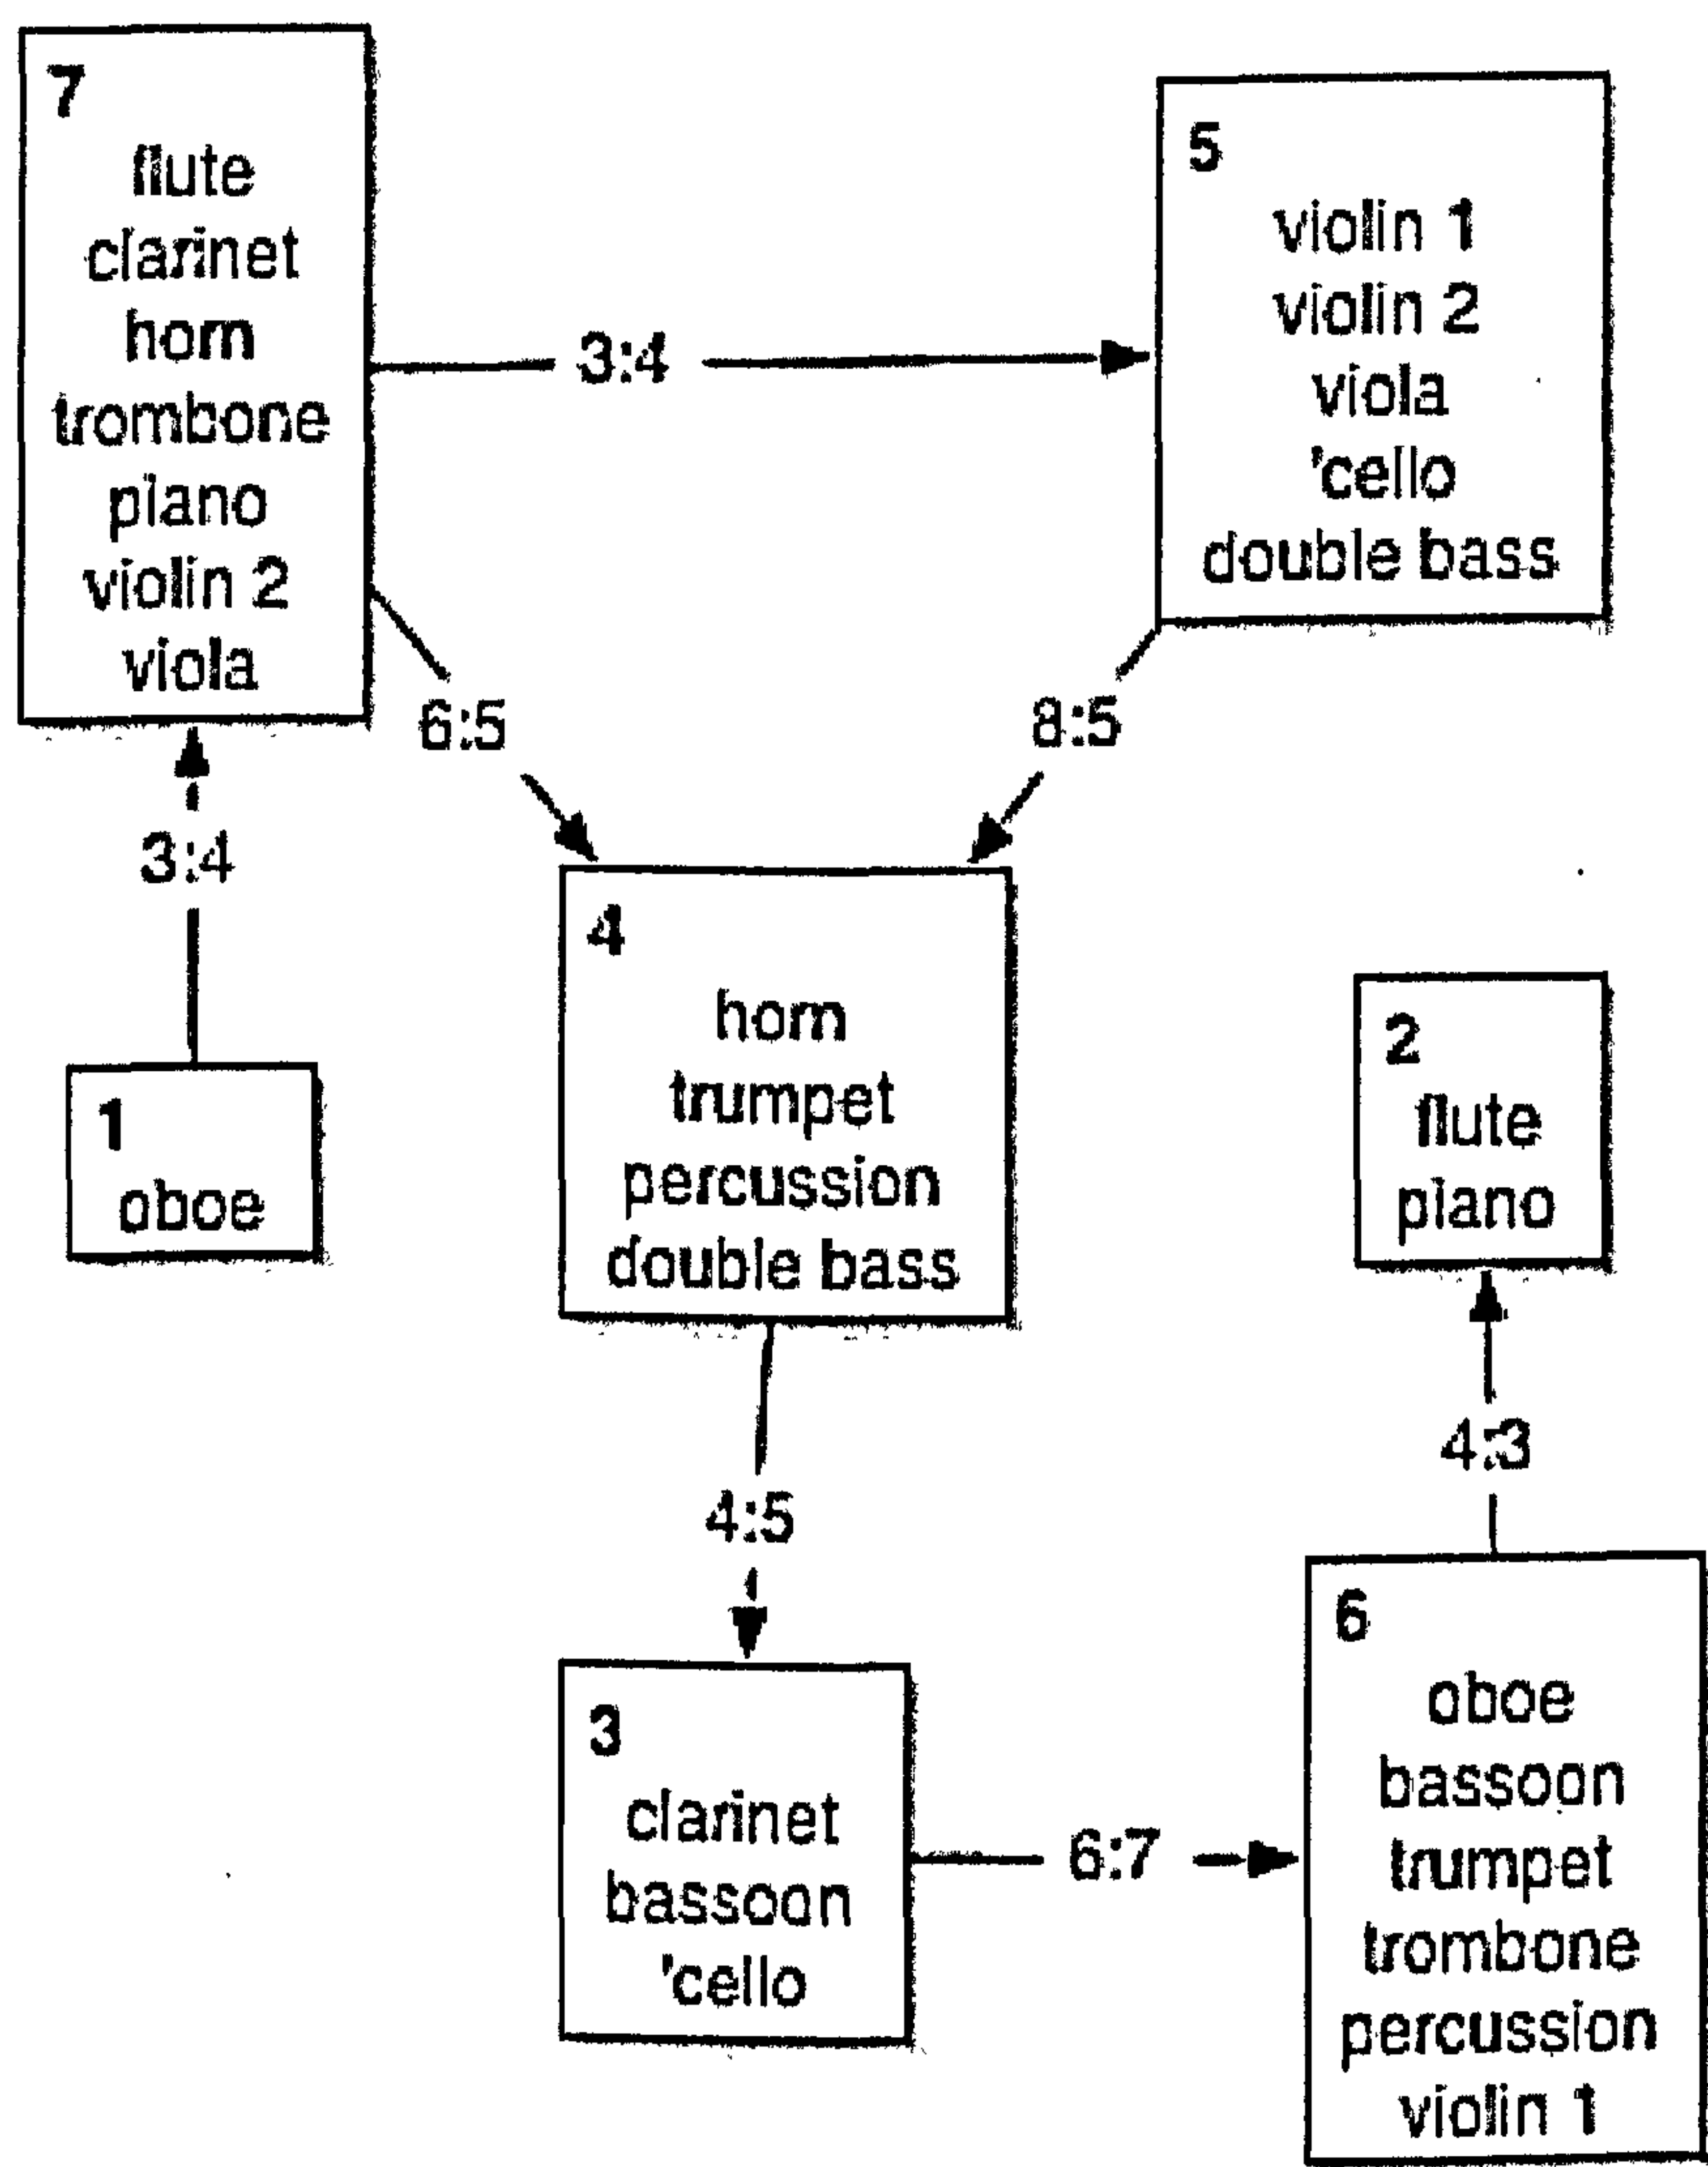 7
flute
clarinet
horn
trombone
piano
violin 2
viola
3:4
5
violin 1
violin 2
viola
'cello
double bass
6:5
8:5
3:4
4
horn
trumpet
percussion
double bass
1
oboe
2
flute
piano
4:5
4:3
3
clarinet
bassoon
'cello
6:7
6
oboe
bassoon
trumpet
trombone
percussion
violin 1